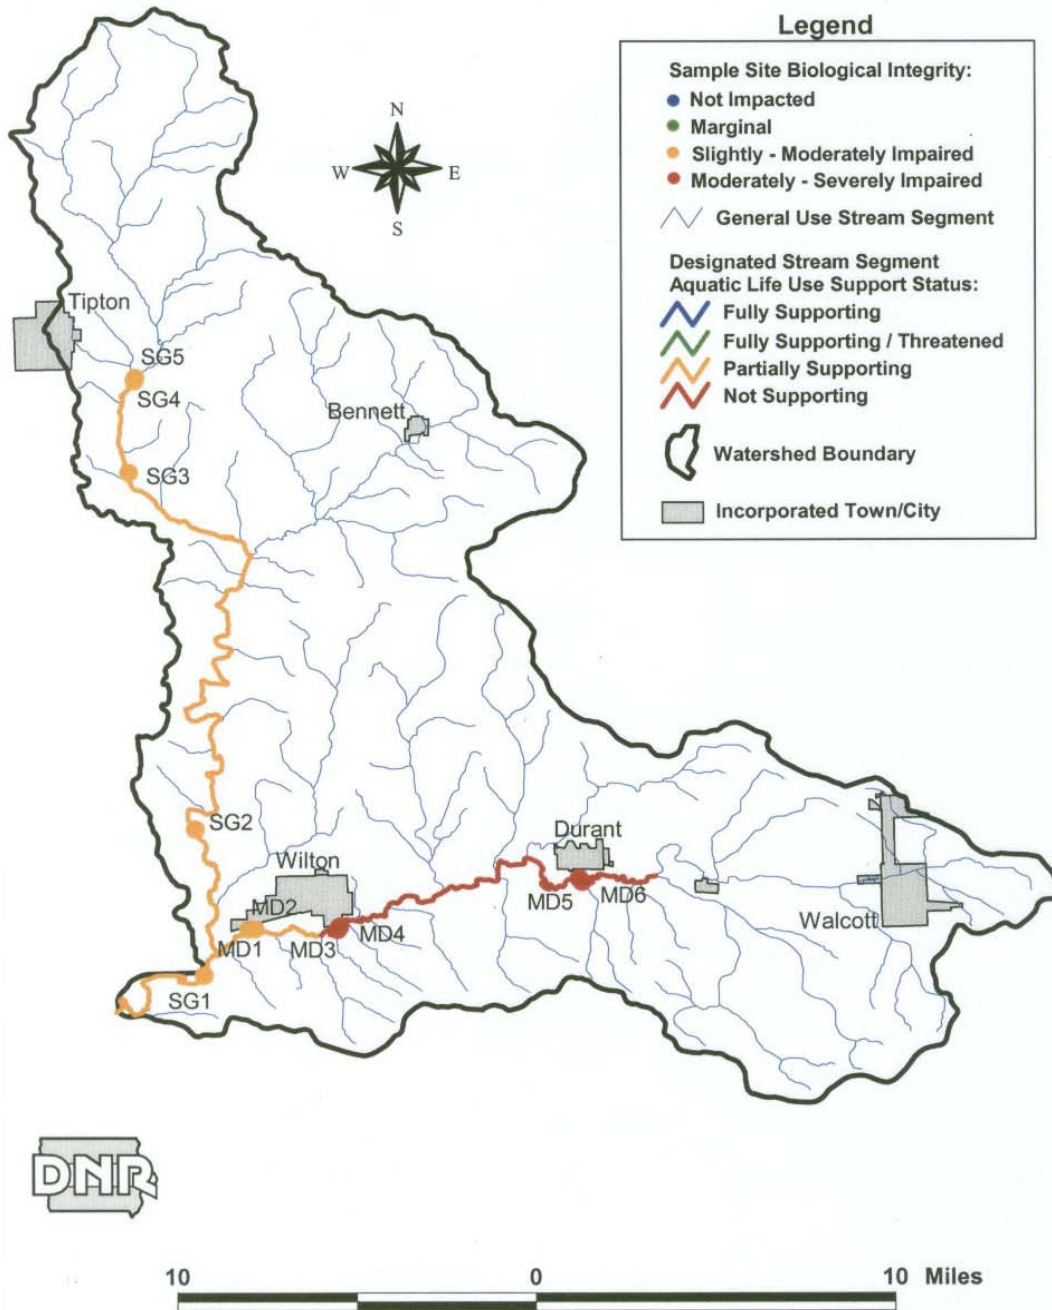 Legend
Sample Site Biological Integrity:
Not Impacted
Marginal
Slightly - Moderately Impaired
Moderately - Severely Impaired
General Use Stream Segment
Designated Stream Segment
Aquatic Life Use Support Status:
Fully Supporting
Fully Supporting / Threatened
Partially Supporting
Not Supporting
Watershed Boundary
Incorporated Town/City
N
W E
S
Tipton
SG5
SG4
Bennett
SG3
SG2
Durant
Wilton
MD5 MD6
MD2
Walcott
MD1 MD3 MD4
SG1
DNR
10 0 10 Miles